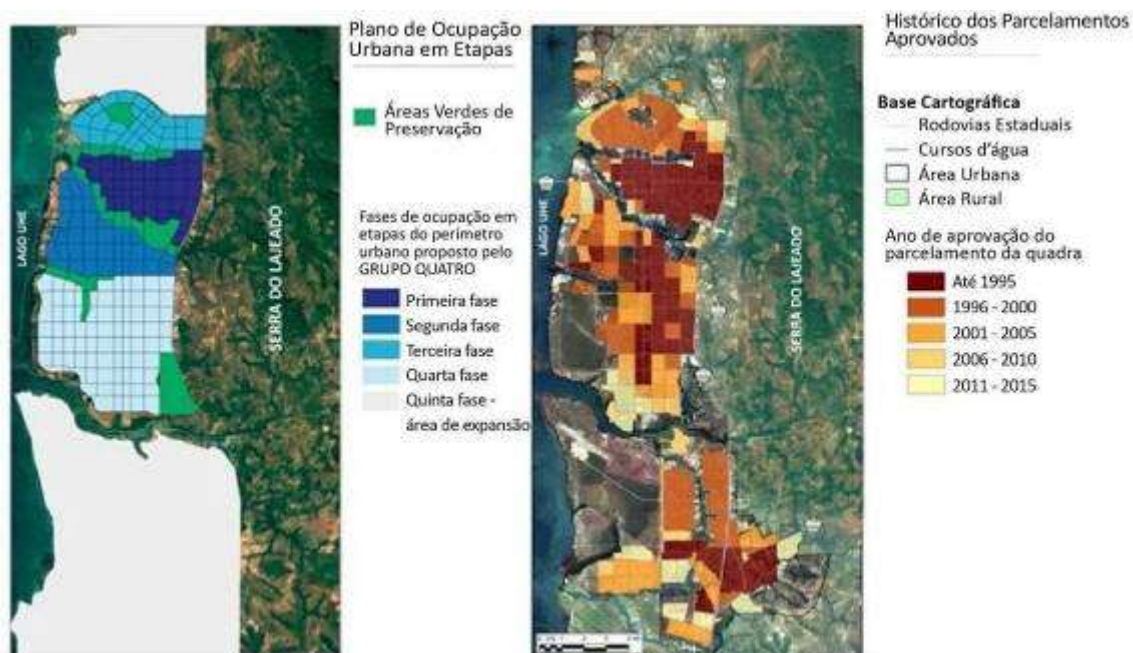 Plano de Ocupação
Urbana em Etapas
Áreas Verdes de
Preservação
Fases de ocupação em
etapas do perímetro
urbano proposto pelo
GRUPO QUATRO
Primeira fase
Segunda fase
Terceira fase
Quarta fase
Quinta fase -
área de expansão
LAGO UHE
SERRA DO LAJEADO
Histórico dos Parcelamentos
Aprovados
Base Cartográfica
Rodovias Estaduais
Cursos d'água
Área Urbana
Área Rural
Ano de aprovação do
parcelamento da quadra
Até 1995
1996 - 2000
2001 - 2005
2006 - 2010
2011 - 2015
LAGO UHE
SERRA DO LAJEADO